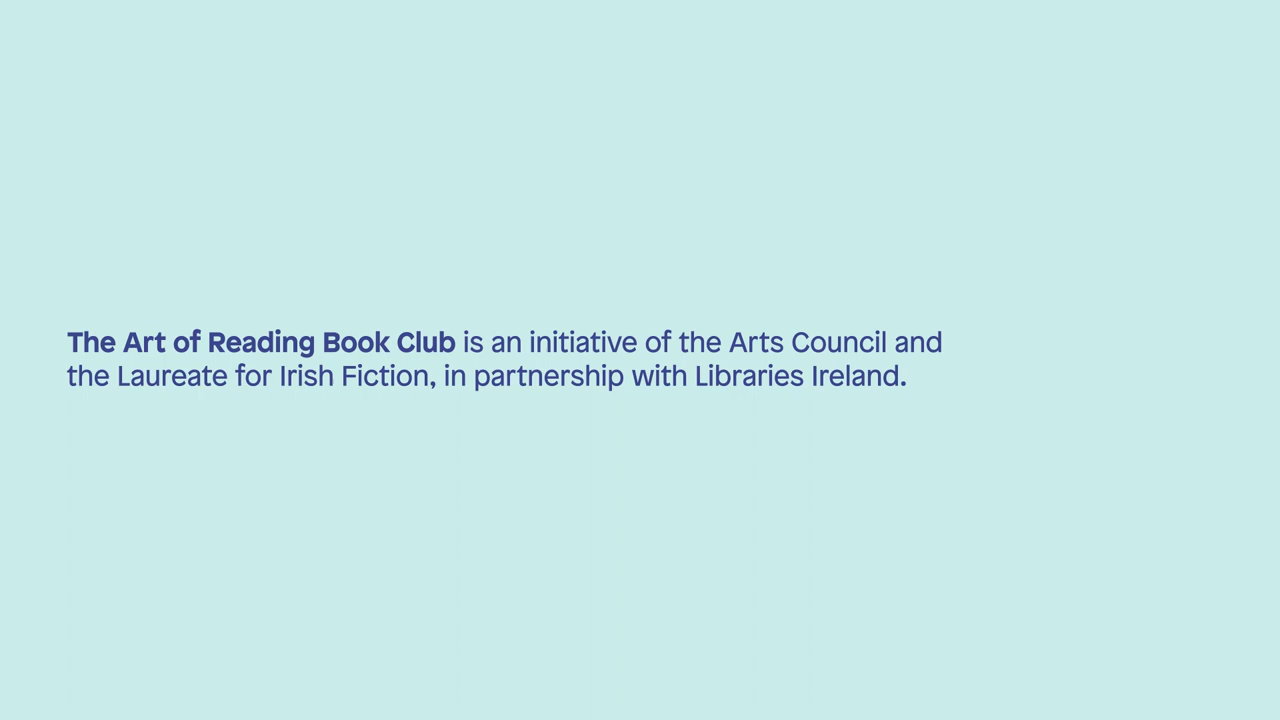 The Art of Reading Book Club is an initiative of the Arts Council and
the Laureate for Irish Fiction, in partnership with Libraries Ireland.